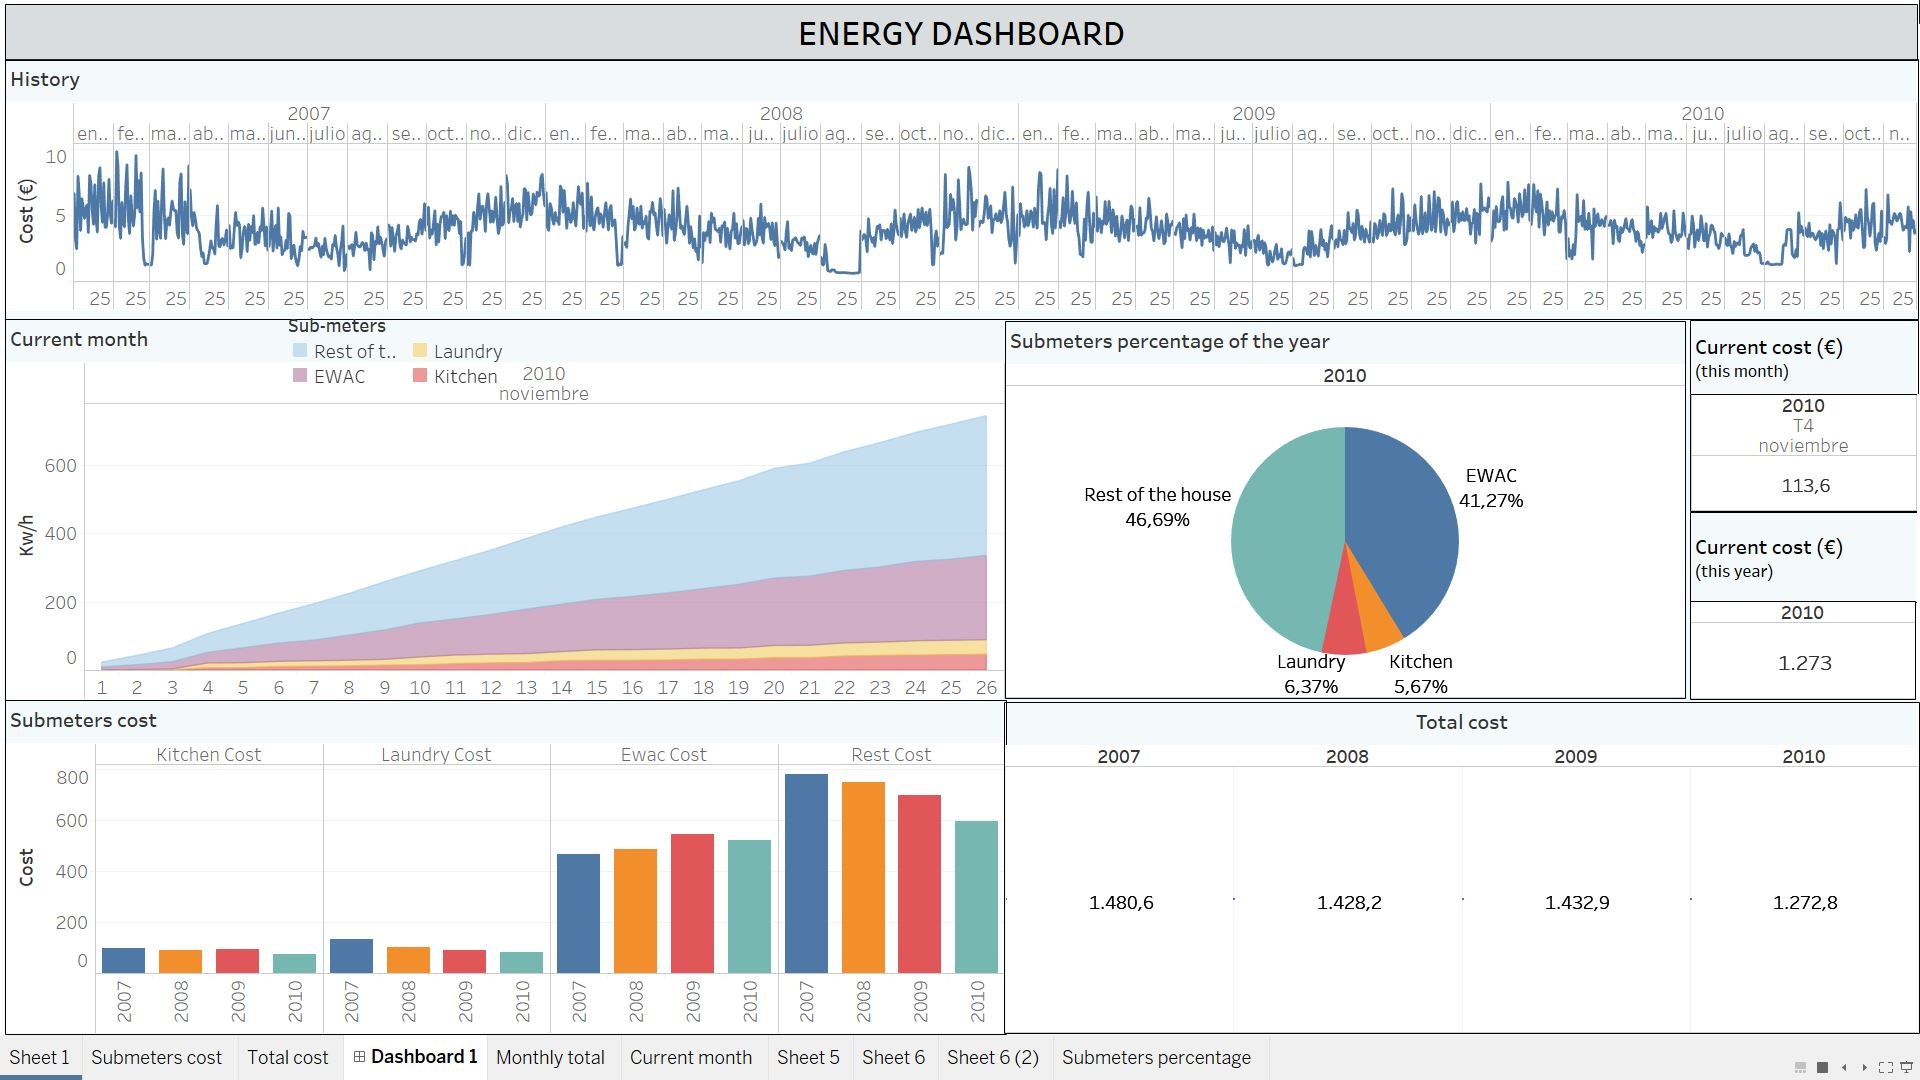 ENERGY DASHBOARD
History
2007 2008 2009 2010
en.. fe.. ma.. ab.. ma.. jun.. julio ag.. se.. oct.. no.. dic.. en.. fe.. ma.. ab.. ma.. ju.. julio ag.. se.. oct.. no.. dic.. en.. fe.. ma.. ab.. ma.. ju.. julio ag.. se.. oct.. no.. dic.. en.. fe.. ma.. ab.. ma.. ju.. julio ag.. se.. oct.. n..
Cost (€)
10
5
0
25 25 25 25 25 25 25 25 25 25 25 25 25 25 25 25 25 25 25 25 25 25 25 25 25 25 25 25 25 25 25 25 25 25 25 25 25 25 25 25 25 25 25 25 25 25 25
Current month
Sub-meters
Rest of t.. Laundry
EWAC Kitchen
2010
noviembre
Kw/h
600
400
200
0
1 2 3 4 5 6 7 8 9 10 11 12 13 14 15 16 17 18 19 20 21 22 23 24 25 26
Submeters percentage of the year
2010
EWAC
41,27%
Rest of the house
46,69%
Laundry
6,37%
Kitchen
5,67%
Current cost (€)
(this month)
2010
T4
noviembre
113,6
Current cost (€)
(this year)
2010
1.273
Submeters cost
Kitchen Cost Laundry Cost Ewac Cost Rest Cost
Cost
800
600
400
200
0
2007 2008 2009 2010 2007 2008 2009 2010 2007 2008 2009 2010 2007 2008 2009 2010
Total cost
2007 2008 2009 2010
1.480,6 1.428,2 1.432,9 1.272,8
Sheet 1 Submeters cost Total cost Dashboard 1 Monthly total Current month Sheet 5 Sheet 6 Sheet 6 (2) Submeters percentage